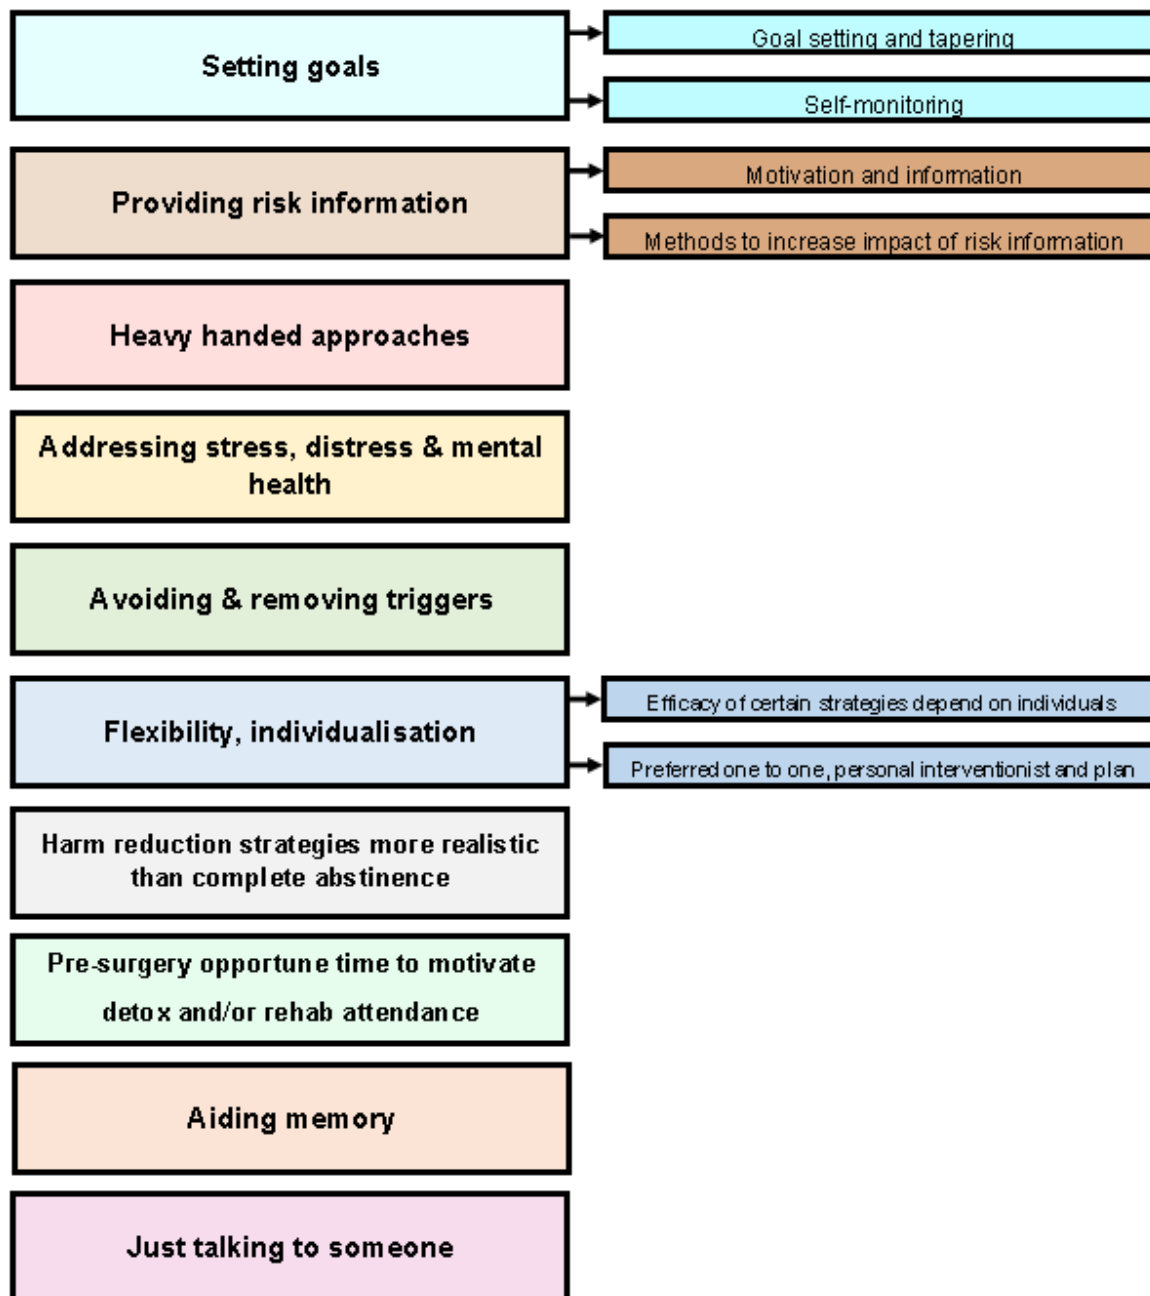 Setting goals
Goal setting and tapering
Self-monitoring
Providing risk information
Motivation and information
Methods to increase impact of risk information
Heavy handed approaches
Addressing stress, distress & mental
health
Avoiding & removing triggers
Flexibility, individualisation
Efficacy of certain strategies depend on individuals
Preferred one to one, personal interventionist and plan
Harm reduction strategies more realistic
than complete abstinence
Pre-surgery opportune time to motivate
detox and/or rehab attendance
Aiding memory
Just talking to someone